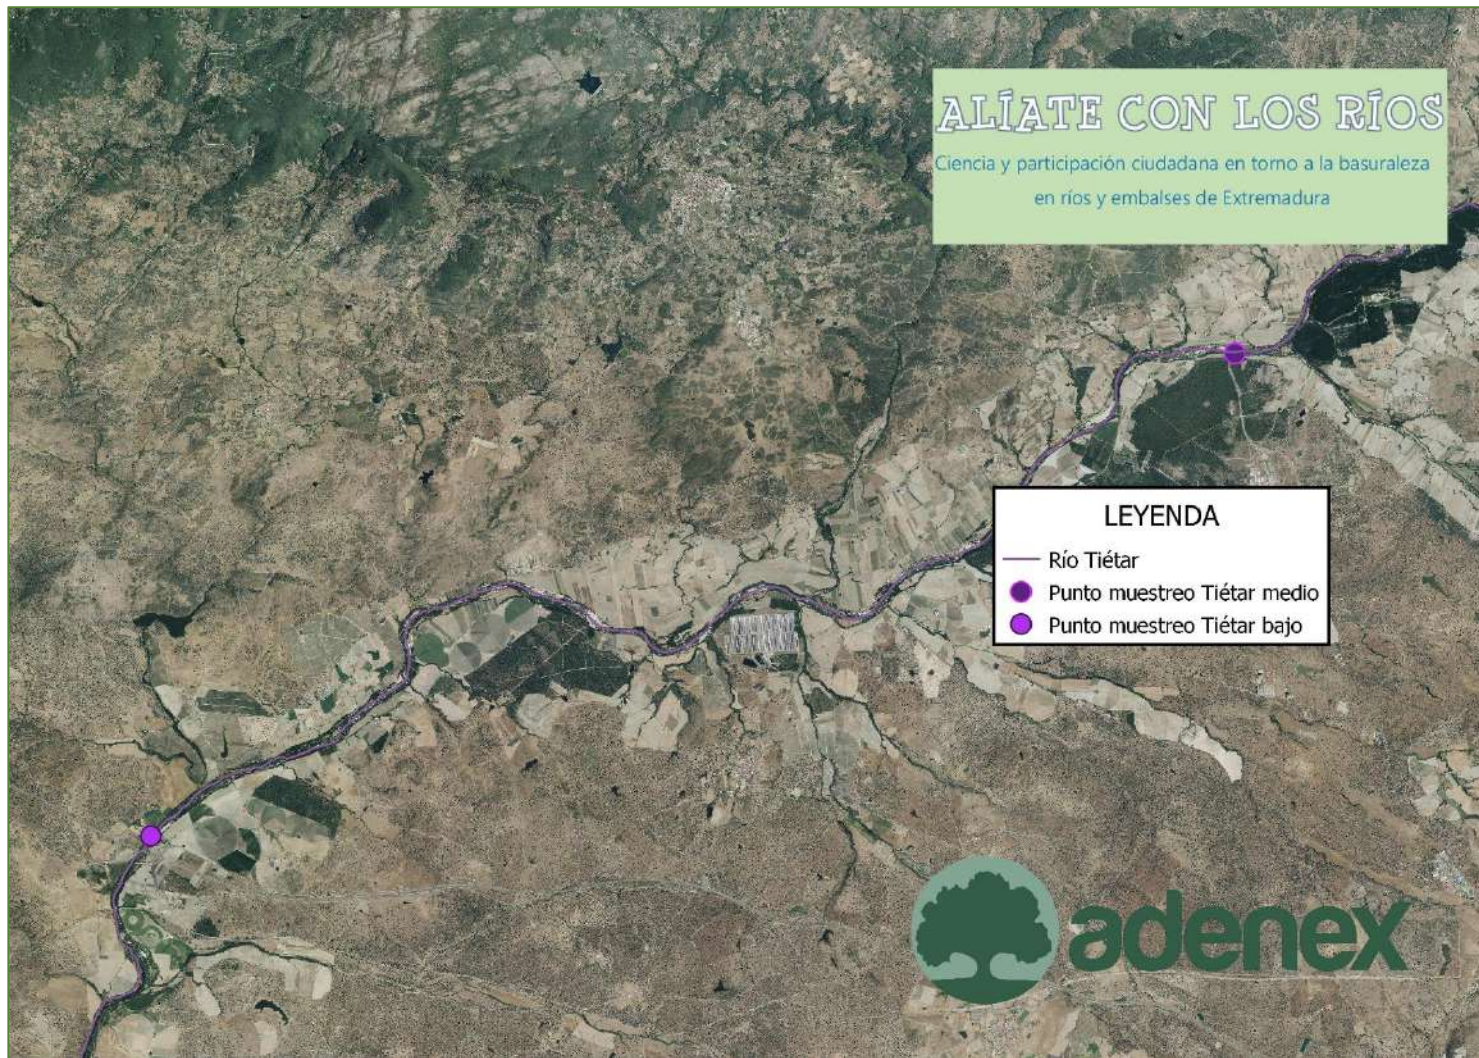 ALÍATE CON LOS RÍOS
Ciencia y participación ciudadana en torno a la basuraleza
en ríos y embalses de Extremadura
LEYENDA
Río Tiétar
Punto muestreo Tiétar medio
Punto muestreo Tiétar bajo
adenex